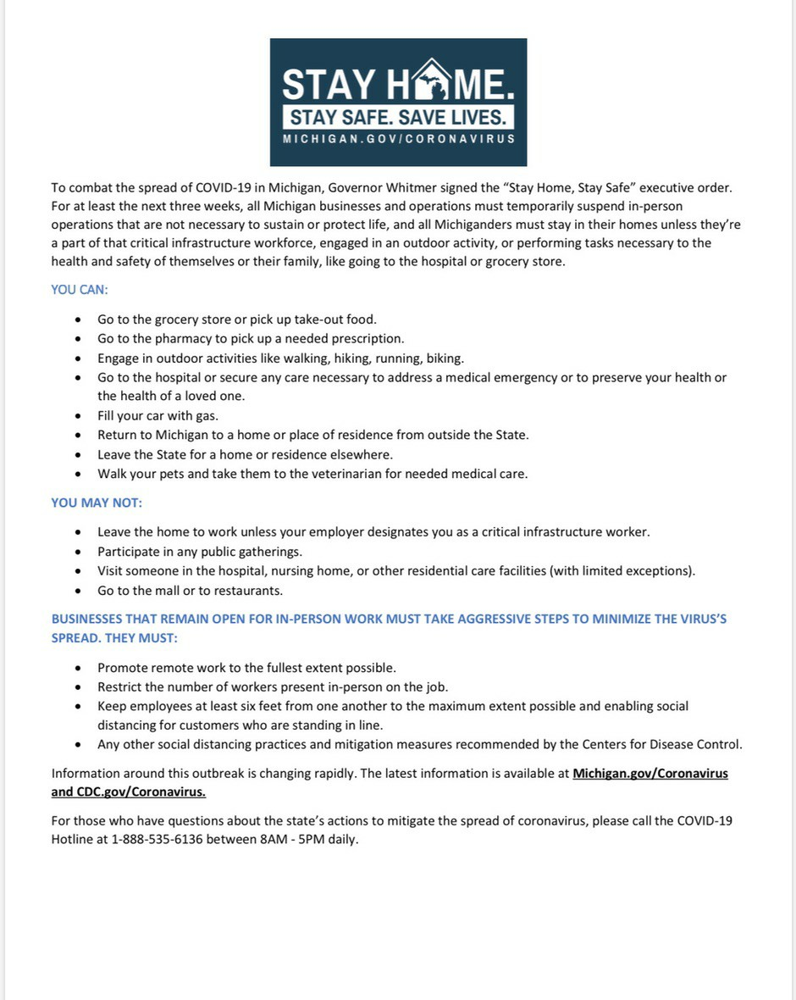 STAY HOME.
STAY SAFE. SAVE LIVES.
MICHIGAN.GOV/CORONAVIRUS
To combat the spread of COVID-19 in Michigan, Governor Whitmer signed the “Stay Home, Stay Safe” executive order.
For at least the next three weeks, all Michigan businesses and operations must temporarily suspend in-person
operations that are not necessary to sustain or protect life, and all Michiganders must stay in their homes unless they’re
a part of that critical infrastructure workforce, engaged in an outdoor activity, or performing tasks necessary to the
health and safety of themselves or their family, like going to the hospital or grocery store.
YOU CAN:
• Go to the grocery store or pick up take-out food.
• Go to the pharmacy to pick up a needed prescription.
• Engage in outdoor activities like walking, hiking, running, biking.
• Go to the hospital or secure any care necessary to address a medical emergency or to preserve your health or
the health of a loved one.
• Fill your car with gas.
• Return to Michigan to a home or place of residence from outside the State.
• Leave the State for a home or residence elsewhere.
• Walk your pets and take them to the veterinarian for needed medical care.
YOU MAY NOT:
• Leave the home to work unless your employer designates you as a critical infrastructure worker.
• Participate in any public gatherings.
• Visit someone in the hospital, nursing home, or other residential care facilities (with limited exceptions).
• Go to the mall or to restaurants.
BUSINESSES THAT REMAIN OPEN FOR IN-PERSON WORK MUST TAKE AGGRESSIVE STEPS TO MINIMIZE THE VIRUS’S
SPREAD. THEY MUST:
• Promote remote work to the fullest extent possible.
• Restrict the number of workers present in-person on the job.
• Keep employees at least six feet from one another to the maximum extent possible and enabling social
distancing for customers who are standing in line.
• Any other social distancing practices and mitigation measures recommended by the Centers for Disease Control.
Information around this outbreak is changing rapidly. The latest information is available at Michigan.gov/Coronavirus
and CDC.gov/Coronavirus.
For those who have questions about the state’s actions to mitigate the spread of coronavirus, please call the COVID-19
Hotline at 1-888-535-6136 between 8AM - 5PM daily.